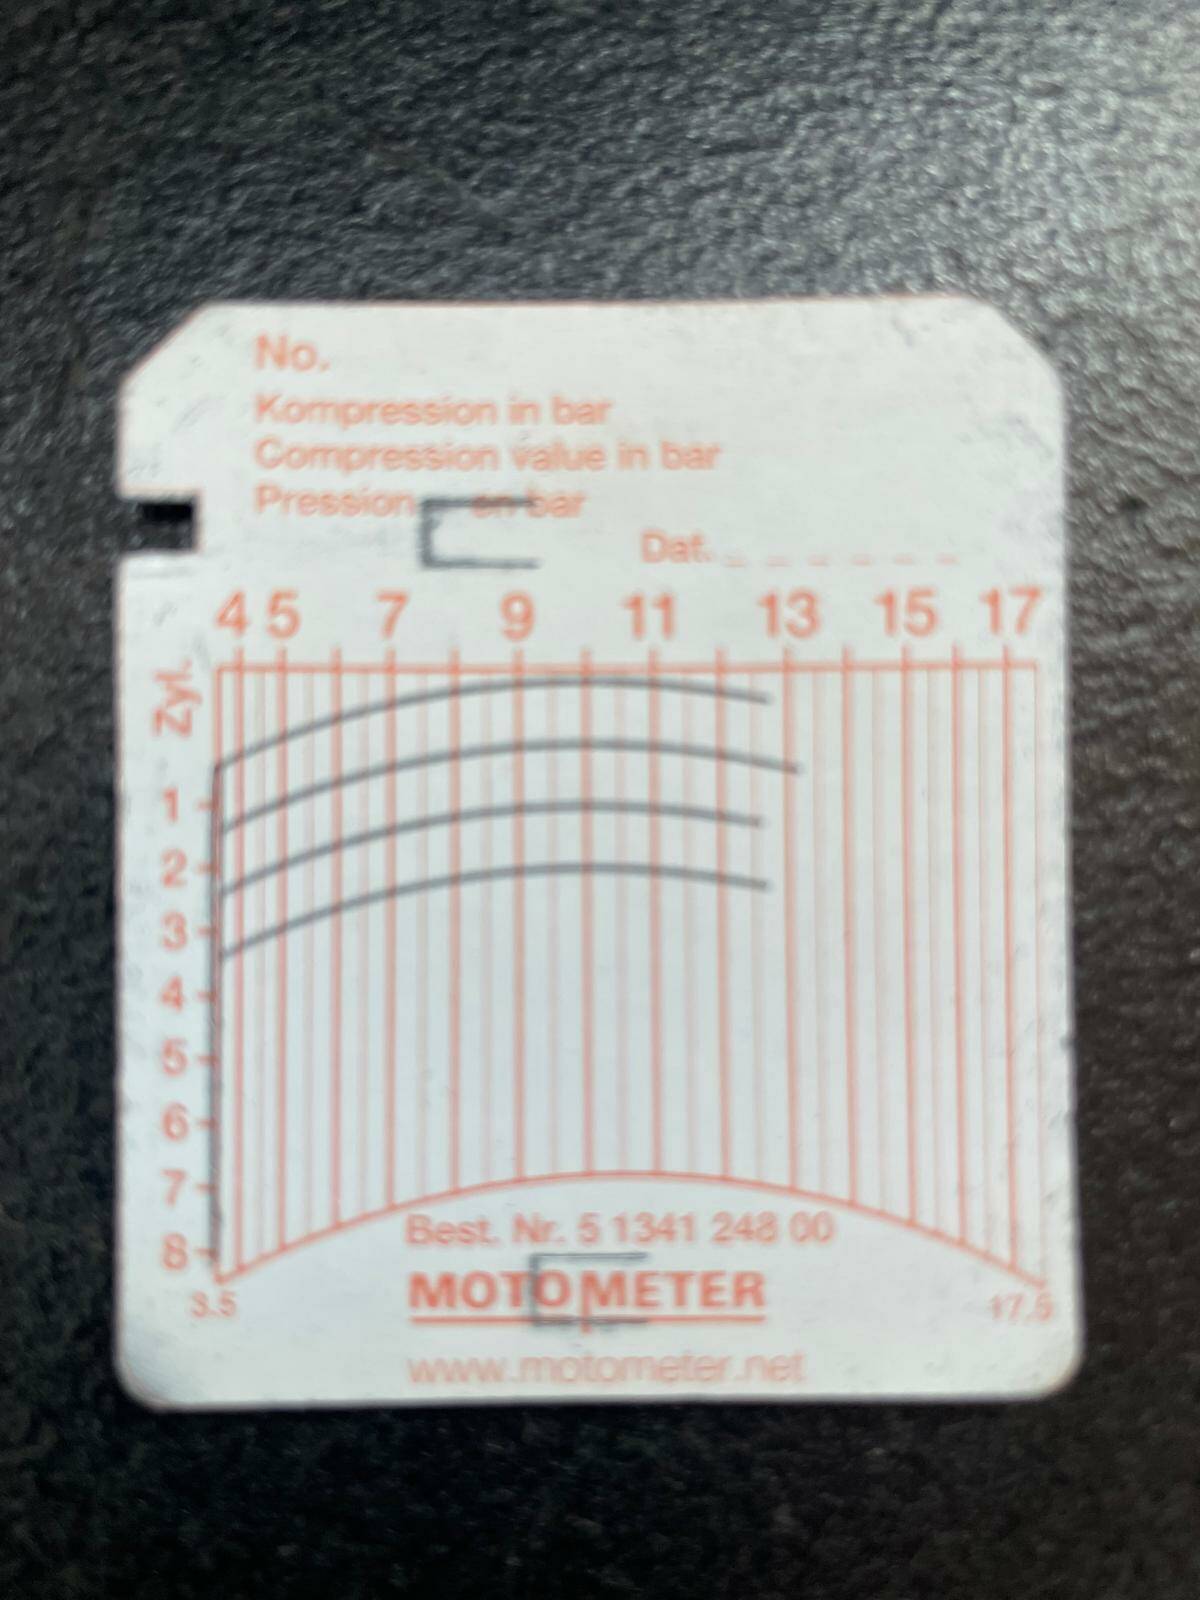 No.
Kompression in bar
Compression value in bar
Pression en bar
Dat.
4 5 7 9 11 13 15 17
Zyl.
1
2
3
4
5
6
7
8
3.5 17.5
Best. Nr. 5 1341 248 00
MOTOMETER
www.motometer.net